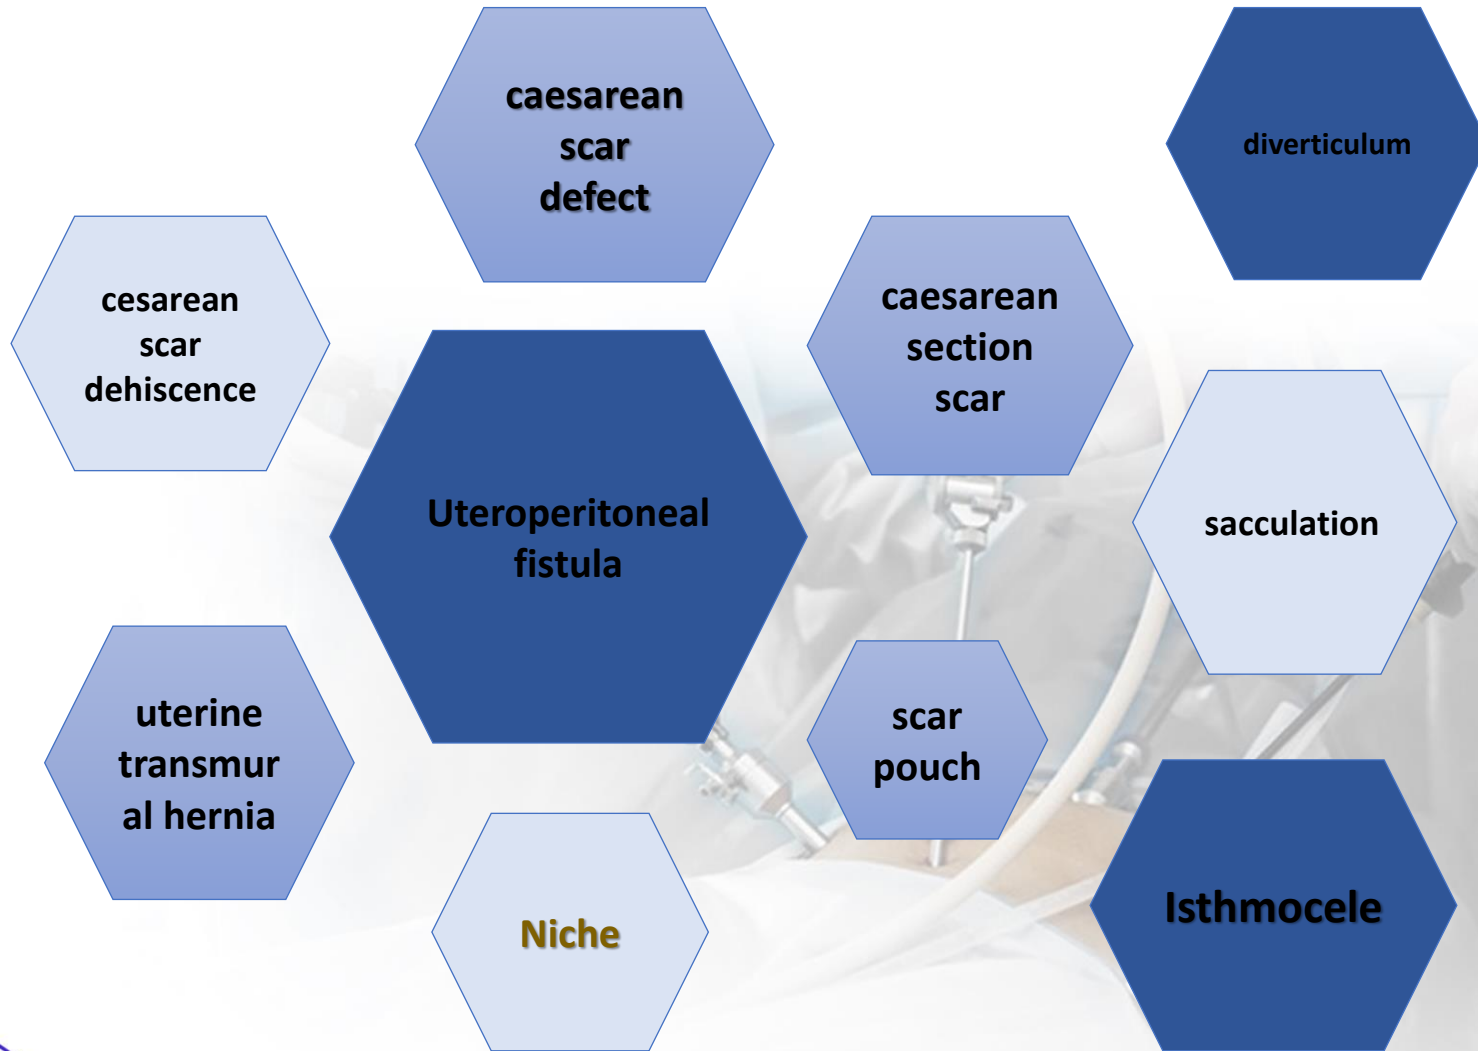 caesarean
scar
defect
diverticulum
cesarean
scar
dehiscence
caesarean
section
scar
Uteroperitoneal
fistula
sacculation
uterine
transmur
al hernia
scar
pouch
Niche
Isthmocele